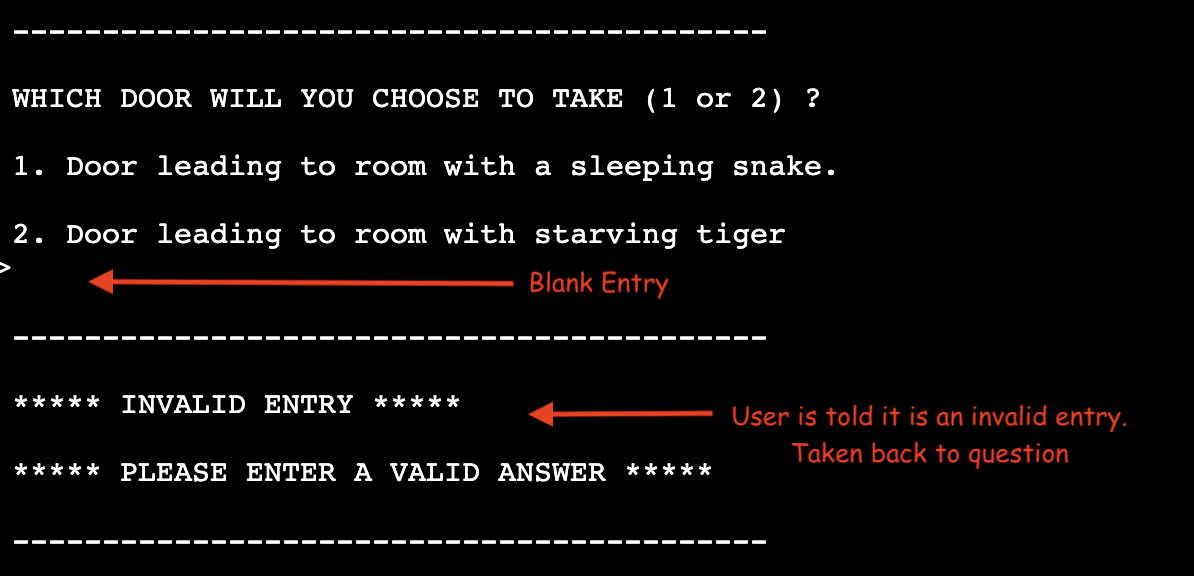 ------------------------------------------
WHICH DOOR WILL YOU CHOOSE TO TAKE (1 or 2) ?
1. Door leading to room with a sleeping snake.
2. Door leading to room with starving tiger
>
Blank Entry
------------------------------------------
***** INVALID ENTRY *****
User is told it is an invalid entry.
Taken back to question
***** PLEASE ENTER A VALID ANSWER *****
------------------------------------------